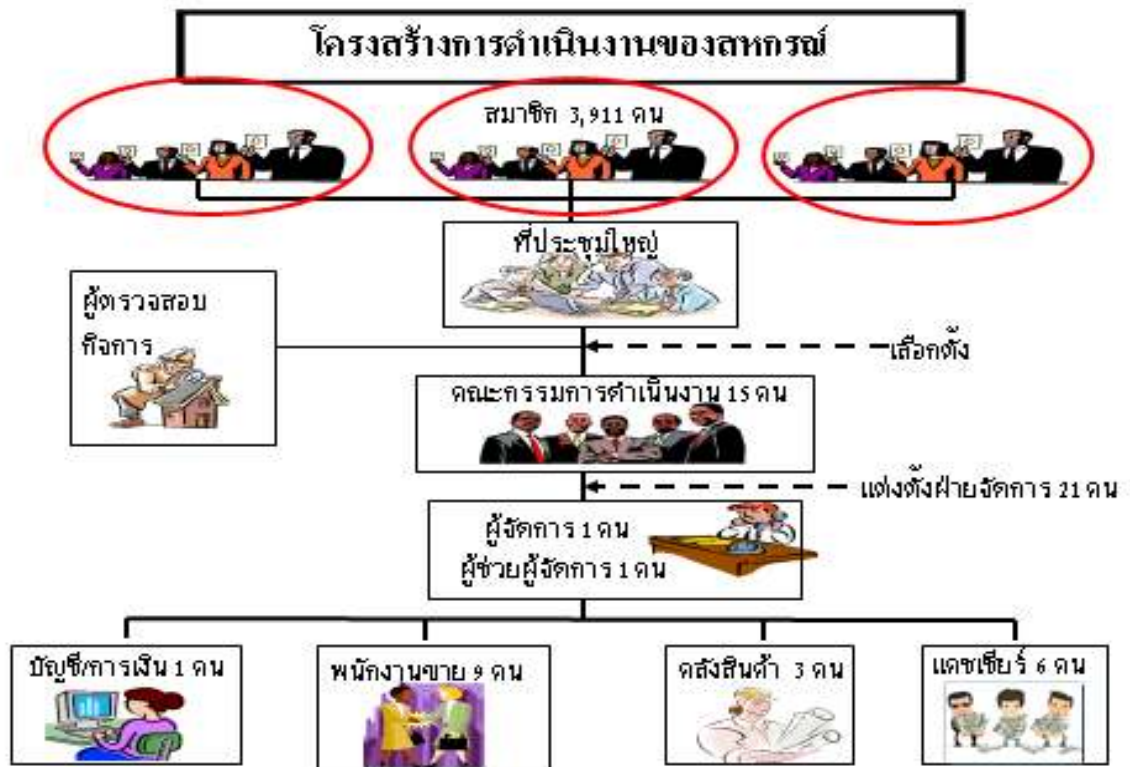 โครงสร้างการดำเนินงานของสหกรณ์
สมาชิก 3,911 คน
ที่ประชุมใหญ่
ผู้ตรวจสอบ
กิจการ
เลือกตั้ง
คณะกรรมการดำเนินงาน 15 คน
แต่งตั้งฝ่ายจัดการ 21 คน
ผู้จัดการ 1 คน
ผู้ช่วยผู้จัดการ 1 คน
บัญชี/การเงิน 1 คน
พนักงานขาย 9 คน
คลังสินค้า 3 คน
แคชเชียร์ 6 คน